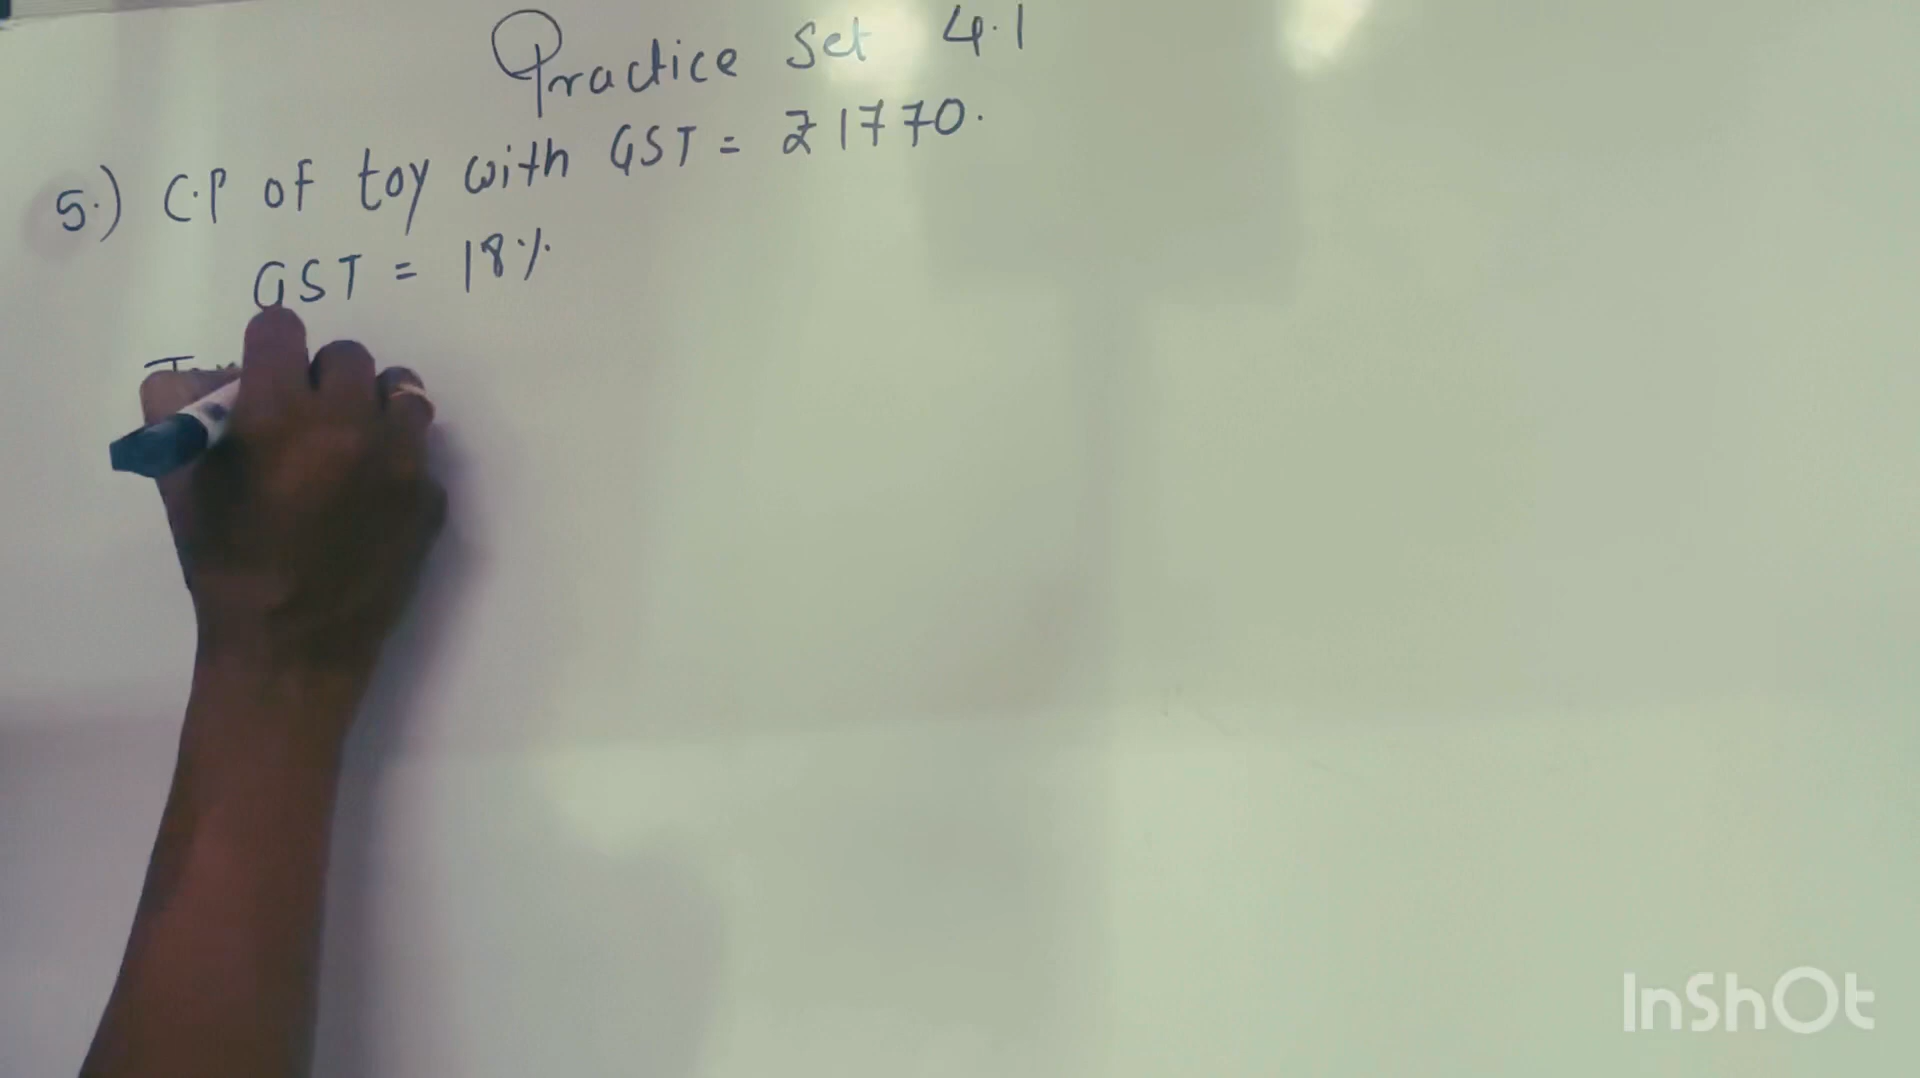 Practice Set 4.1
5.) C.P of toy with GST = ₹1770.
GST = 18%
InShOt